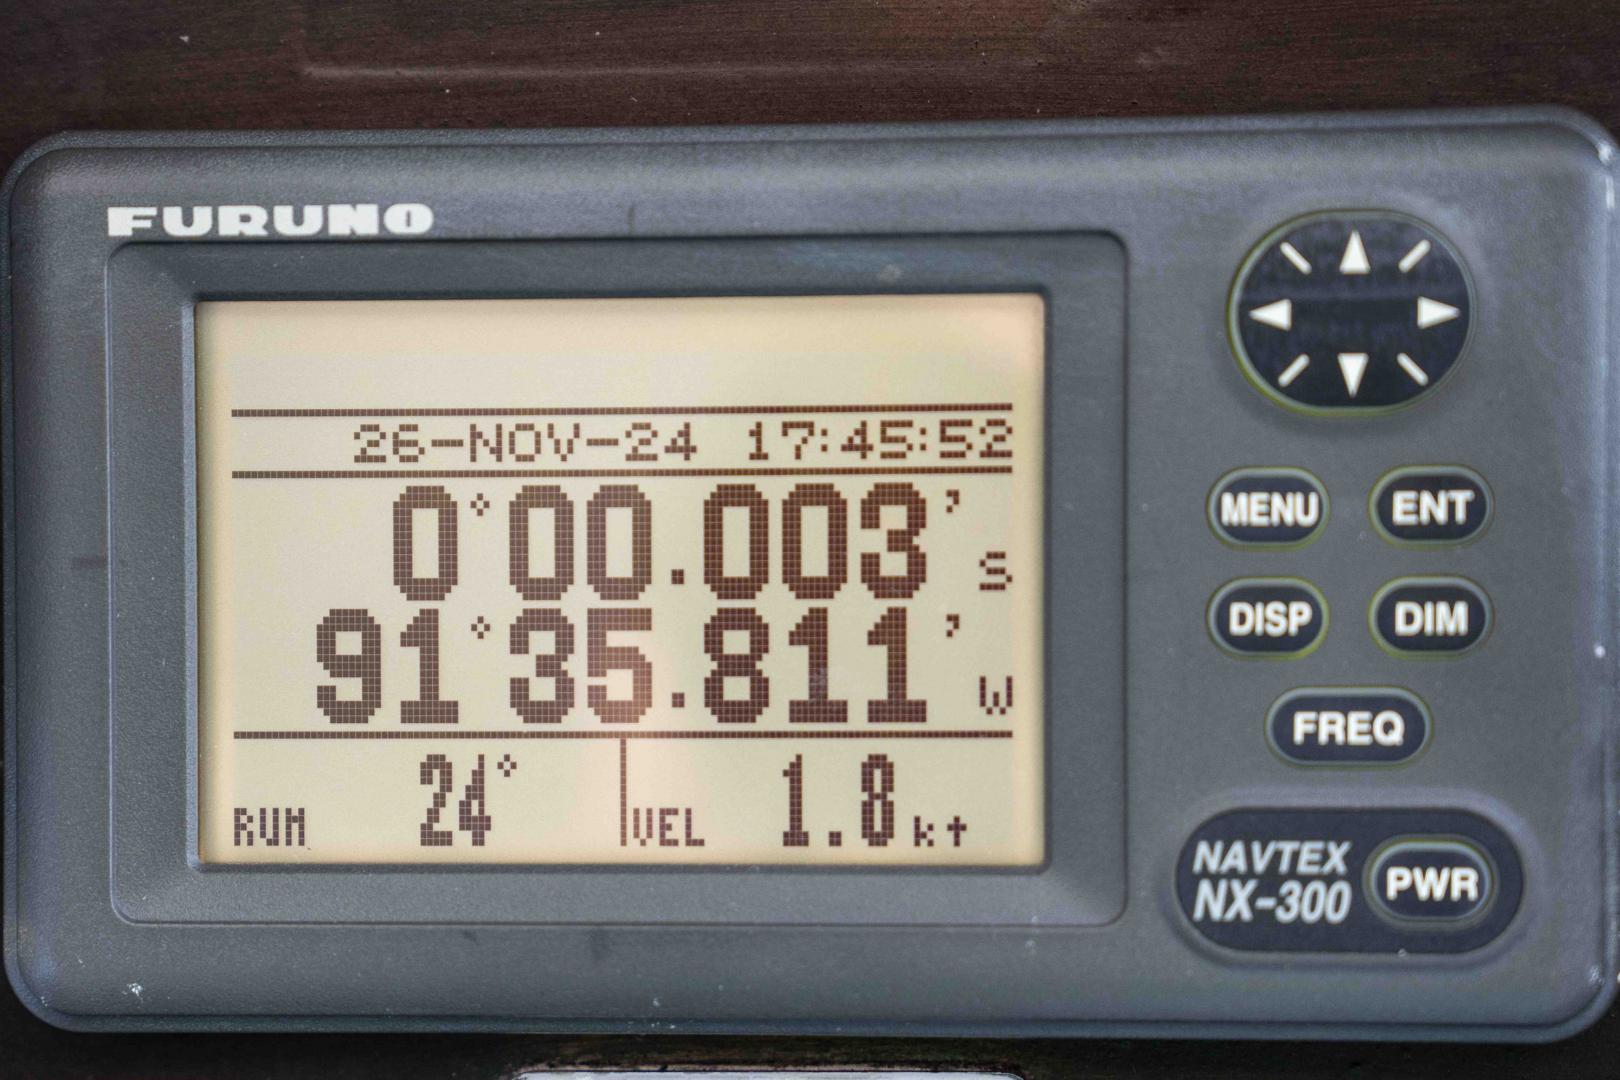 FURUNO
26-NOV-24 17:45:52
0°00.003' S
91°35.811' W
RUM 24°
VEL 1.8 kt
MENU ENT
DISP DIM
FREQ
NAVTEX
NX-300
PWR